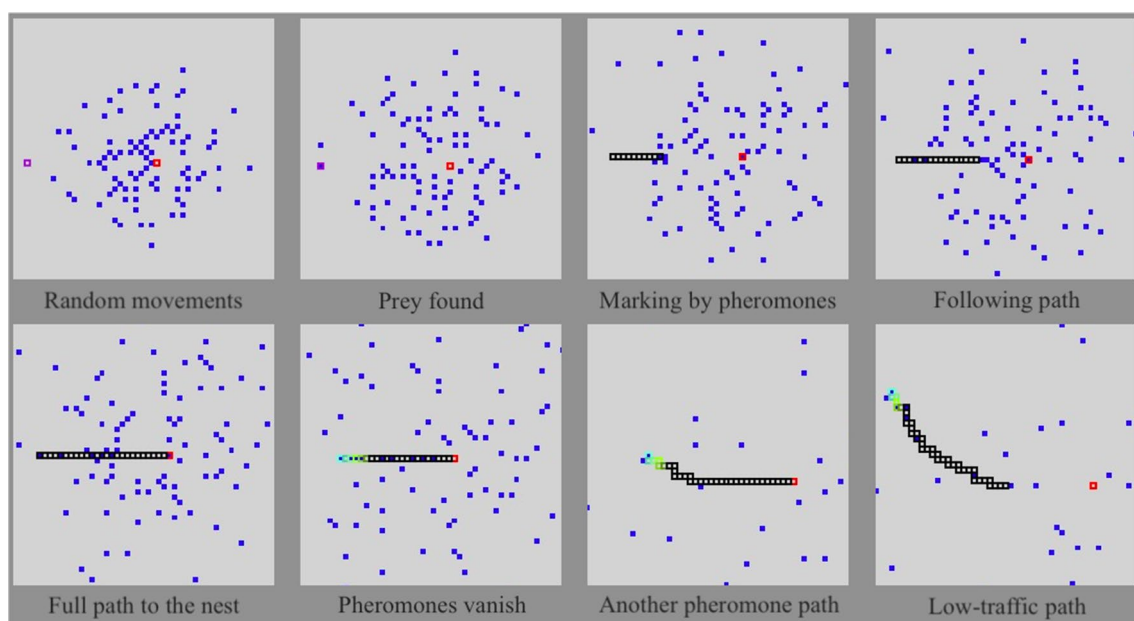 Random movements
Prey found
Marking by pheromones
Following path
Full path to the nest
Pheromones vanish
Another pheromone path
Low-traffic path